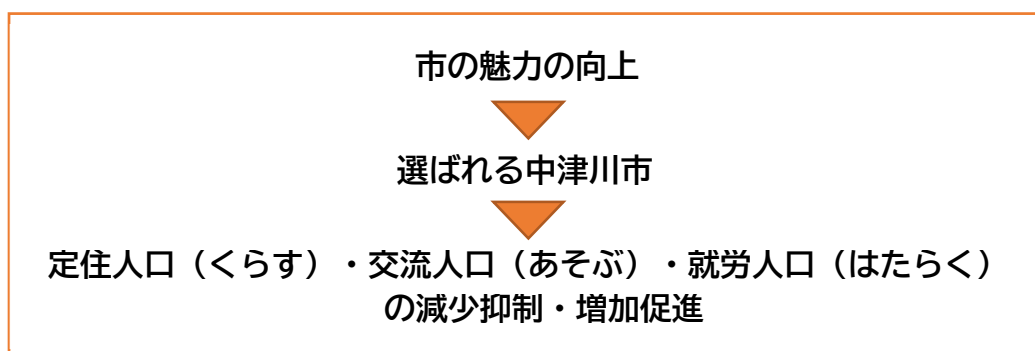 市の魅力の向上
選ばれる中津川市
定住人口（くらす）・交流人口（あそぶ）・就労人口（はたらく）
の減少抑制・増加促進